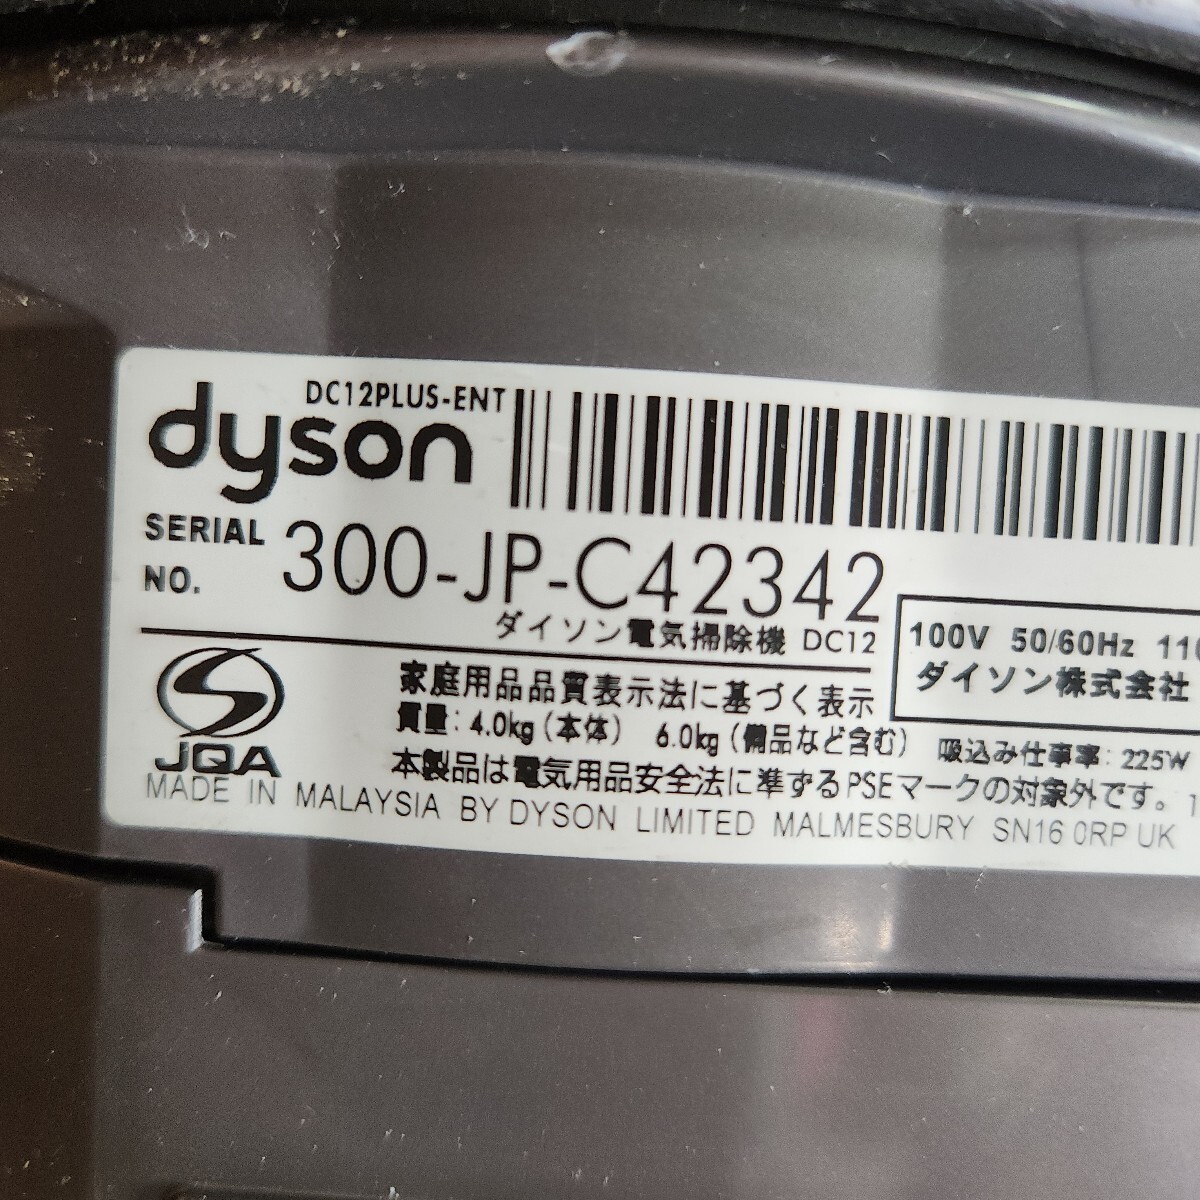 DC12PLUS-ENT
dyson
SERIAL NO. 300-JP-C42342
ダイソン電気掃除機 DC12
100V 50/60Hz
ダイソン株式会社
JQA
家庭用品品質表示法に基づく表示
質量: 4.0kg (本体) 6.0kg (備品など含む) 吸込み仕事率: 225W
本製品は電気用品安全法に準ずるPSEマークの対象外です。
MADE IN MALAYSIA BY DYSON LIMITED MALMESBURY SN16 0RP UK